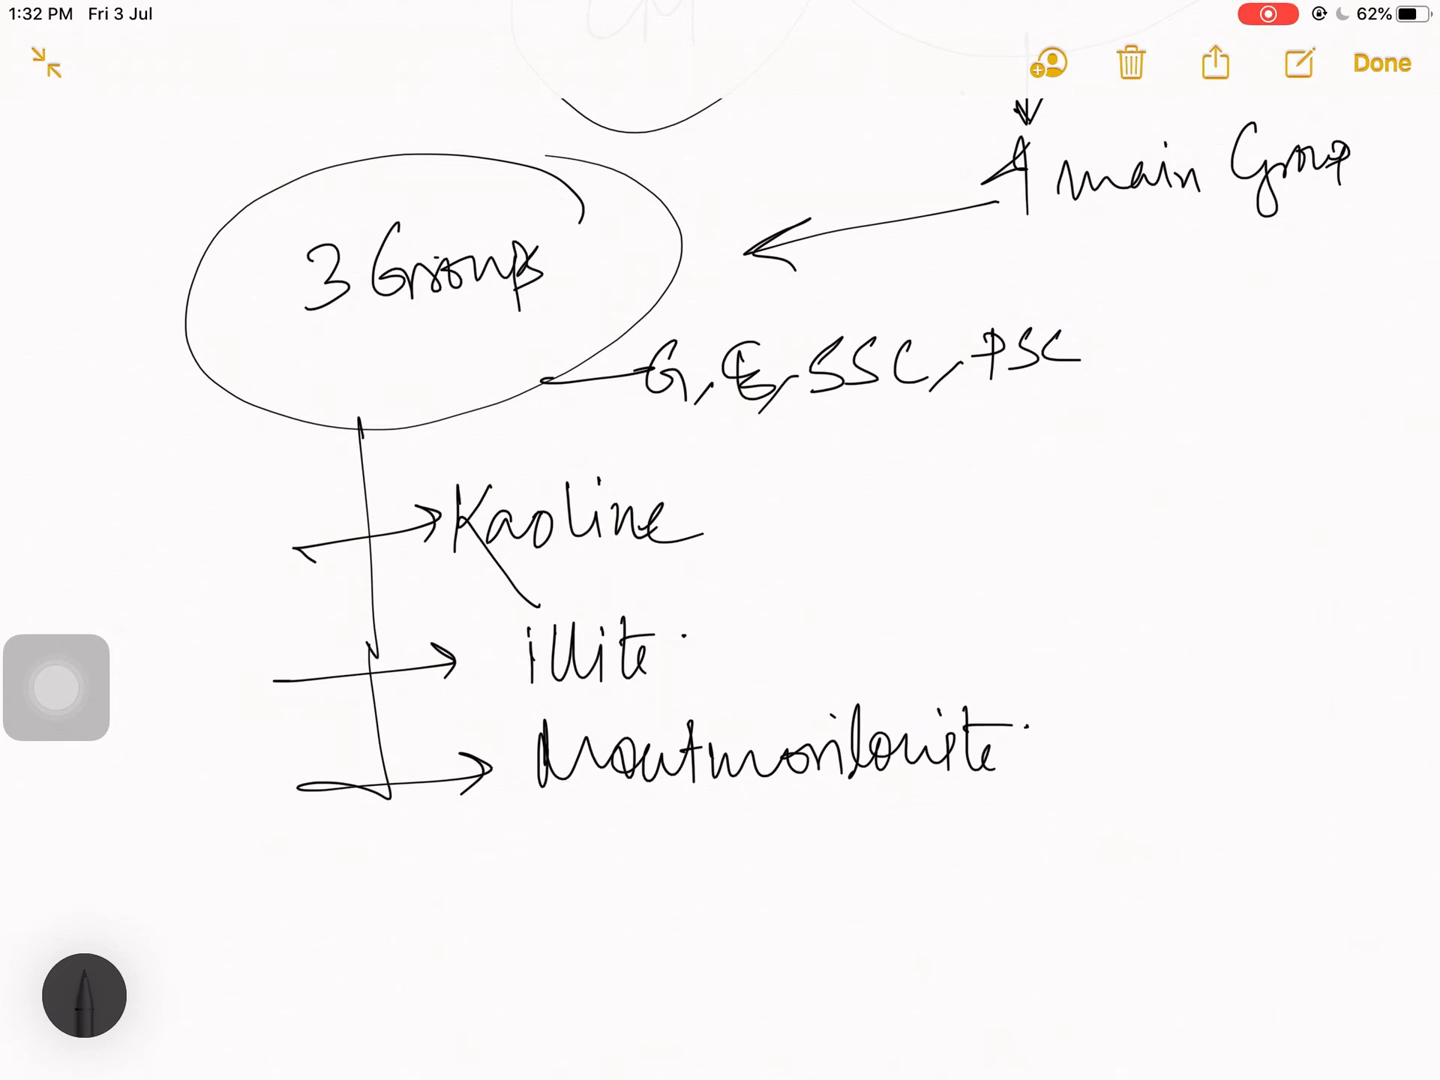 1:32 PM Fri 3 Jul
62%
Done
4 main Group
3 Groups
G, E, SSC, PSC
Kaoline
illite
Montmorilonite